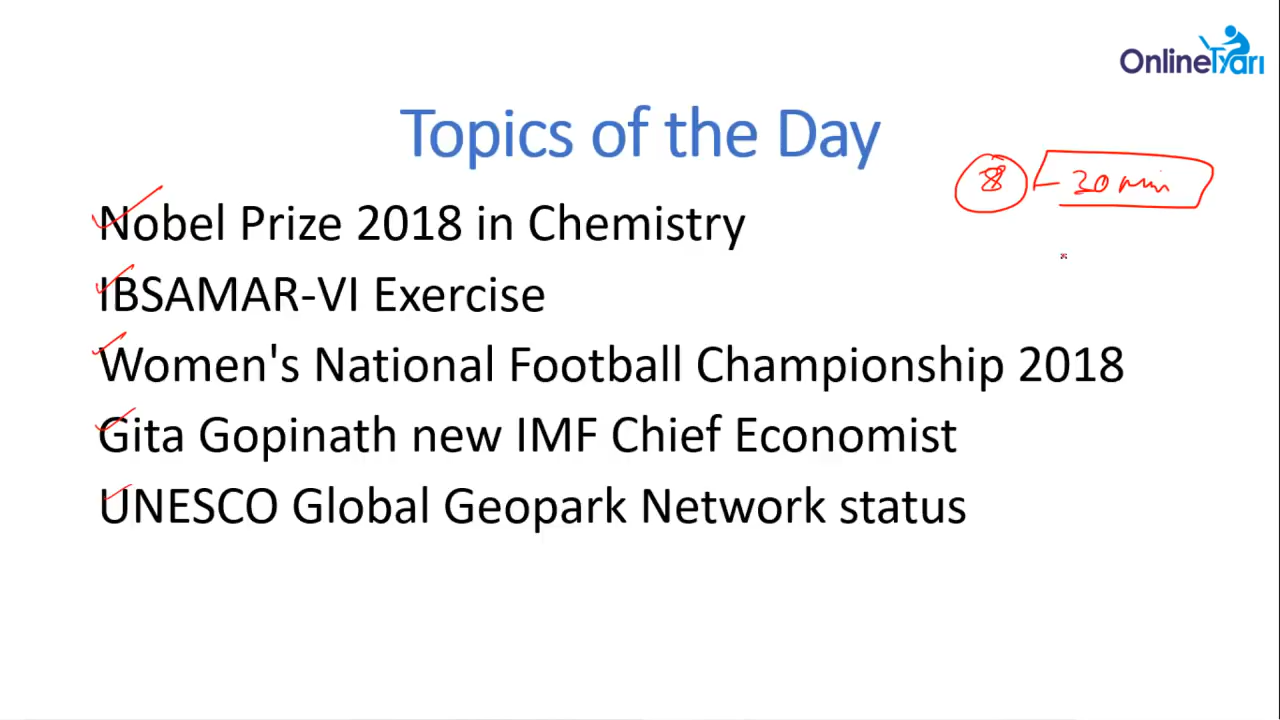 OnlineTyari
Topics of the Day
30 min
Nobel Prize 2018 in Chemistry
IBSAMAR-VI Exercise
Women's National Football Championship 2018
Gita Gopinath new IMF Chief Economist
UNESCO Global Geopark Network status